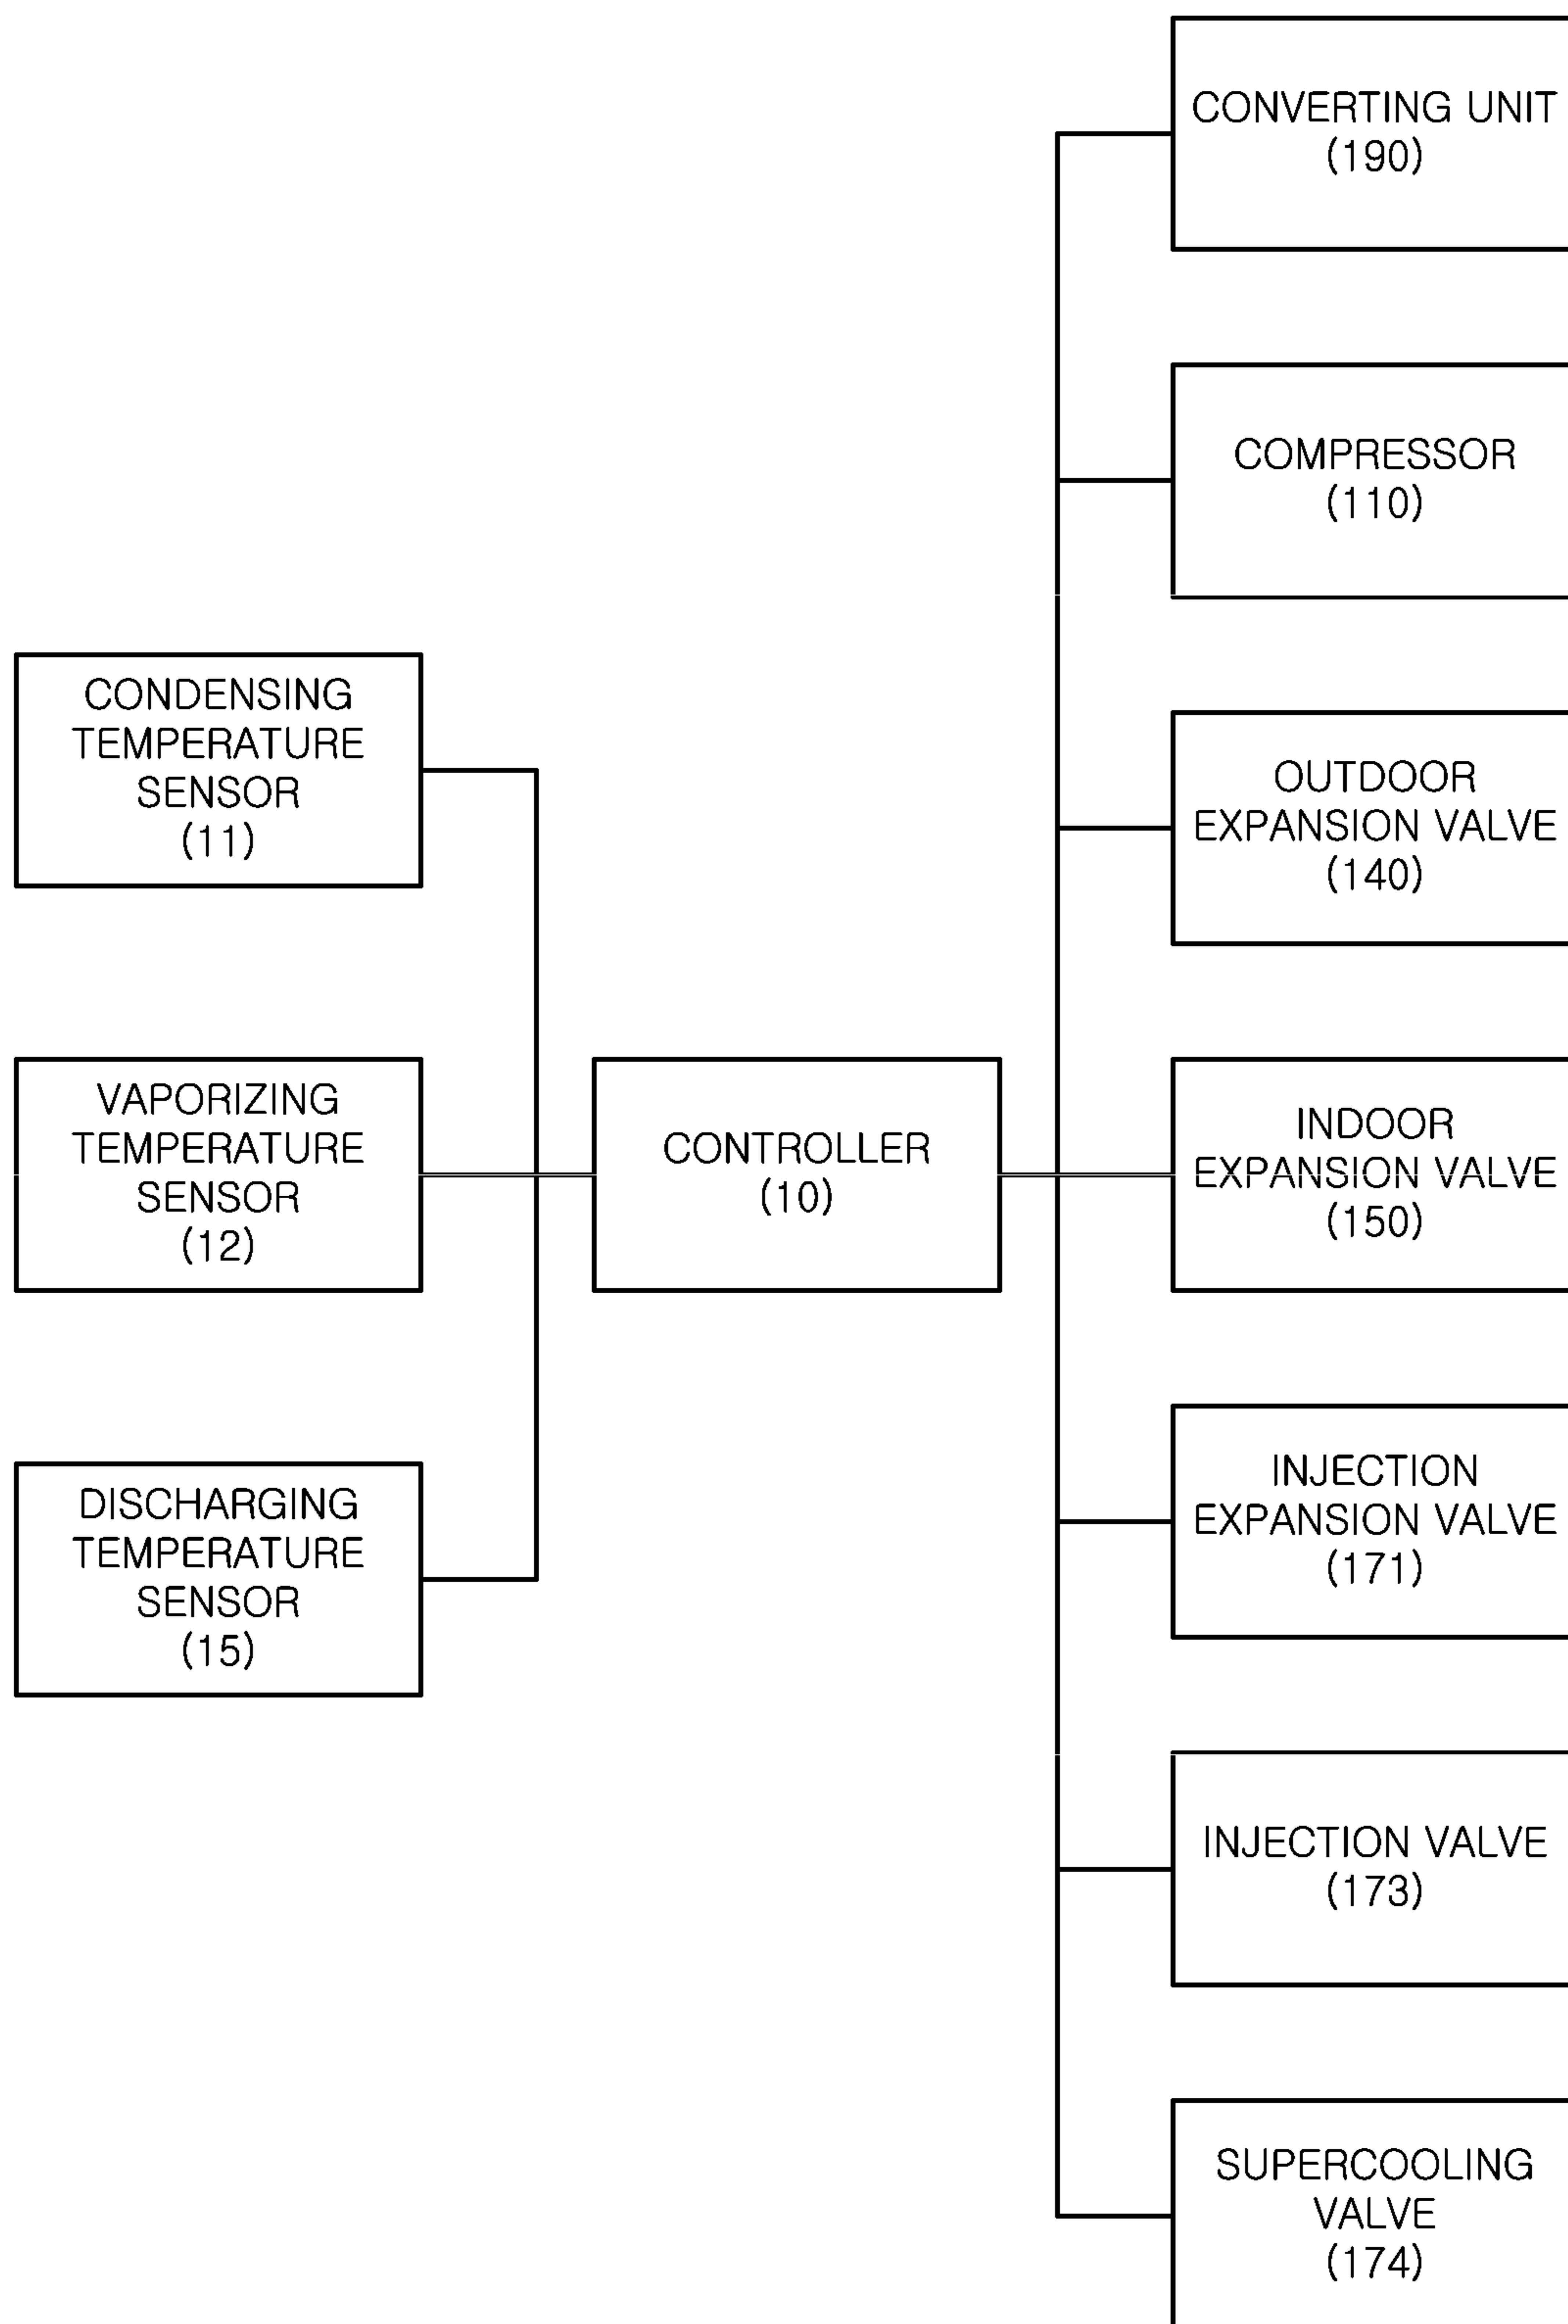 CONDENSING
TEMPERATURE
SENSOR
(11)
VAPORIZING
TEMPERATURE
SENSOR
(12)
DISCHARGING
TEMPERATURE
SENSOR
(15)
CONTROLLER
(10)
CONVERTING UNIT
(190)
COMPRESSOR
(110)
OUTDOOR
EXPANSION VALVE
(140)
INDOOR
EXPANSION VALVE
(150)
INJECTION
EXPANSION VALVE
(171)
INJECTION VALVE
(173)
SUPERCOOLING
VALVE
(174)